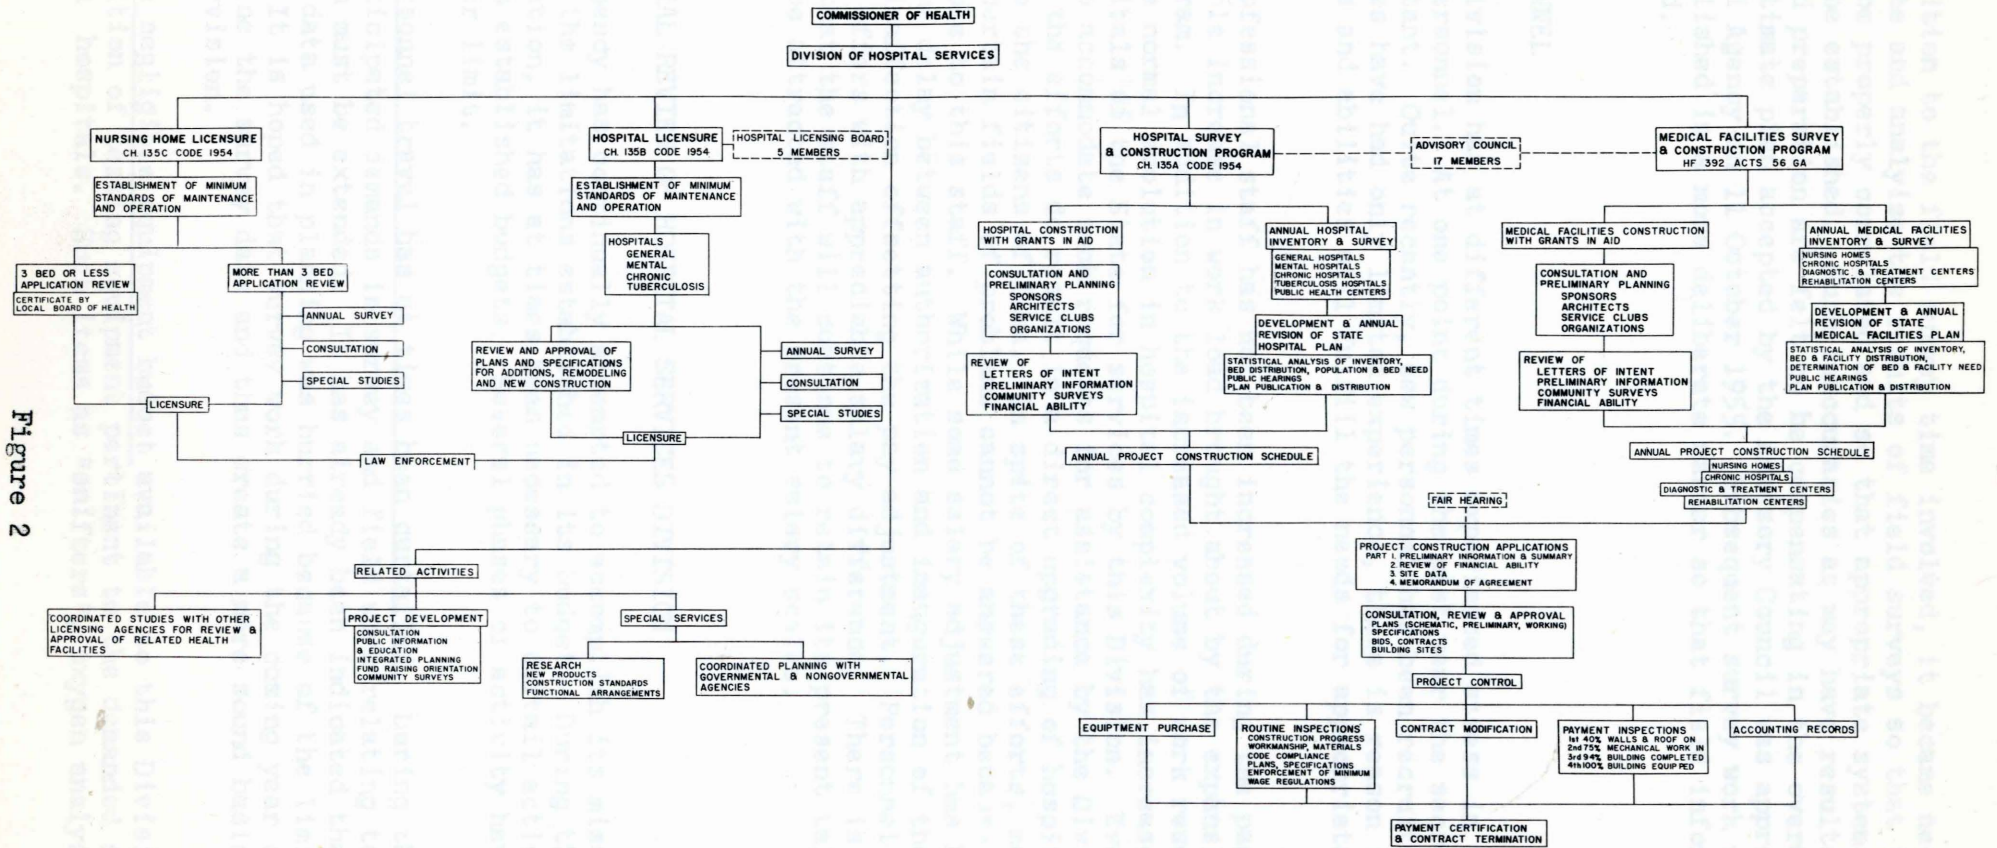 COMMISSIONER OF HEALTH
DIVISION OF HOSPITAL SERVICES
NURSING HOME LICENSURE
CH. 135C CODE 1954
ESTABLISHMENT OF MINIMUM
STANDARDS OF MAINTENANCE
AND OPERATION
3 BED OR LESS
APPLICATION REVIEW
CERTIFICATE BY
LOCAL BOARD OF HEALTH
MORE THAN 3 BED
APPLICATION REVIEW
ANNUAL SURVEY
CONSULTATION
SPECIAL STUDIES
LICENSURE
HOSPITAL LICENSURE
CH. 135B CODE 1954
HOSPITAL LICENSING BOARD
5 MEMBERS
ESTABLISHMENT OF MINIMUM
STANDARDS OF MAINTENANCE
AND OPERATION
HOSPITALS
GENERAL
MENTAL
CHRONIC
TUBERCULOSIS
REVIEW AND APPROVAL OF
PLANS AND SPECIFICATIONS
FOR ADDITIONS, REMODELING
AND NEW CONSTRUCTION
ANNUAL SURVEY
CONSULTATION
SPECIAL STUDIES
LICENSURE
LAW ENFORCEMENT
HOSPITAL SURVEY
& CONSTRUCTION PROGRAM
CH. 135A CODE 1954
ADVISORY COUNCIL
17 MEMBERS
MEDICAL FACILITIES SURVEY
& CONSTRUCTION PROGRAM
HF 392 ACTS 56 GA
HOSPITAL CONSTRUCTION
WITH GRANTS IN AID
CONSULTATION AND
PRELIMINARY PLANNING
SPONSORS
ARCHITECTS
SERVICE CLUBS
ORGANIZATIONS
REVIEW OF
LETTERS OF INTENT
PRELIMINARY INFORMATION
COMMUNITY SURVEYS
FINANCIAL ABILITY
ANNUAL HOSPITAL
INVENTORY & SURVEY
GENERAL HOSPITALS
MENTAL HOSPITALS
CHRONIC HOSPITALS
TUBERCULOSIS HOSPITALS
PUBLIC HEALTH CENTERS
DEVELOPMENT & ANNUAL
REVISION OF STATE
HOSPITAL PLAN
STATISTICAL ANALYSIS OF INVENTORY,
BED DISTRIBUTION, POPULATION & BED NEED
PUBLIC HEARINGS
PLAN PUBLICATION & DISTRIBUTION
ANNUAL PROJECT CONSTRUCTION SCHEDULE
MEDICAL FACILITIES CONSTRUCTION
WITH GRANTS IN AID
CONSULTATION AND
PRELIMINARY PLANNING
SPONSORS
ARCHITECTS
SERVICE CLUBS
ORGANIZATIONS
REVIEW OF
LETTERS OF INTENT
PRELIMINARY INFORMATION
COMMUNITY SURVEYS
FINANCIAL ABILITY
ANNUAL MEDICAL FACILITIES
INVENTORY & SURVEY
NURSING HOMES
CHRONIC HOSPITALS
DIAGNOSTIC & TREATMENT CENTERS
REHABILITATION CENTERS
DEVELOPMENT & ANNUAL
REVISION OF STATE
MEDICAL FACILITIES PLAN
STATISTICAL ANALYSIS OF INVENTORY,
BED & FACILITY DISTRIBUTION,
DETERMINATION OF BED & FACILITY NEED
PUBLIC HEARINGS
PLAN PUBLICATION & DISTRIBUTION
ANNUAL PROJECT CONSTRUCTION SCHEDULE
NURSING HOMES
CHRONIC HOSPITALS
DIAGNOSTIC & TREATMENT CENTERS
REHABILITATION CENTERS
FAIR HEARING
PROJECT CONSTRUCTION APPLICATIONS
PART 1. PRELIMINARY INFORMATION & SUMMARY
2. REVIEW OF FINANCIAL ABILITY
3. SITE DATA
4. MEMORANDUM OF AGREEMENT
CONSULTATION, REVIEW & APPROVAL
PLANS (SCHEMATIC, PRELIMINARY, WORKING)
SPECIFICATIONS
BIDS, CONTRACTS
BUILDING SITES
PROJECT CONTROL
EQUIPTMENT PURCHASE
ROUTINE INSPECTIONS
CONSTRUCTION PROGRESS
WORKMANSHIP, MATERIALS
CODE COMPLIANCE
PLANS, SPECIFICATIONS
ENFORCEMENT OF MINIMUM
WAGE REGULATIONS
CONTRACT MODIFICATION
PAYMENT INSPECTIONS
1st 40% WALLS & ROOF ON
2nd 75% MECHANICAL WORK IN
3rd 94% BUILDING COMPLETED
4th 100% BUILDING EQUIPPED
ACCOUNTING RECORDS
PAYMENT CERTIFICATION
& CONTRACT TERMINATION
RELATED ACTIVITIES
COORDINATED STUDIES WITH OTHER
LICENSING AGENCIES FOR REVIEW &
APPROVAL OF RELATED HEALTH
FACILITIES
PROJECT DEVELOPMENT
CONSULTATION
PUBLIC INFORMATION
& EDUCATION
INTEGRATED PLANNING
FUND RAISING ORIENTATION
COMMUNITY SURVEYS
SPECIAL SERVICES
RESEARCH
NEW PRODUCTS
CONSTRUCTION STANDARDS
FUNCTIONAL ARRANGEMENTS
COORDINATED PLANNING WITH
GOVERNMENTAL & NONGOVERNMENTAL
AGENCIES
Figure 2